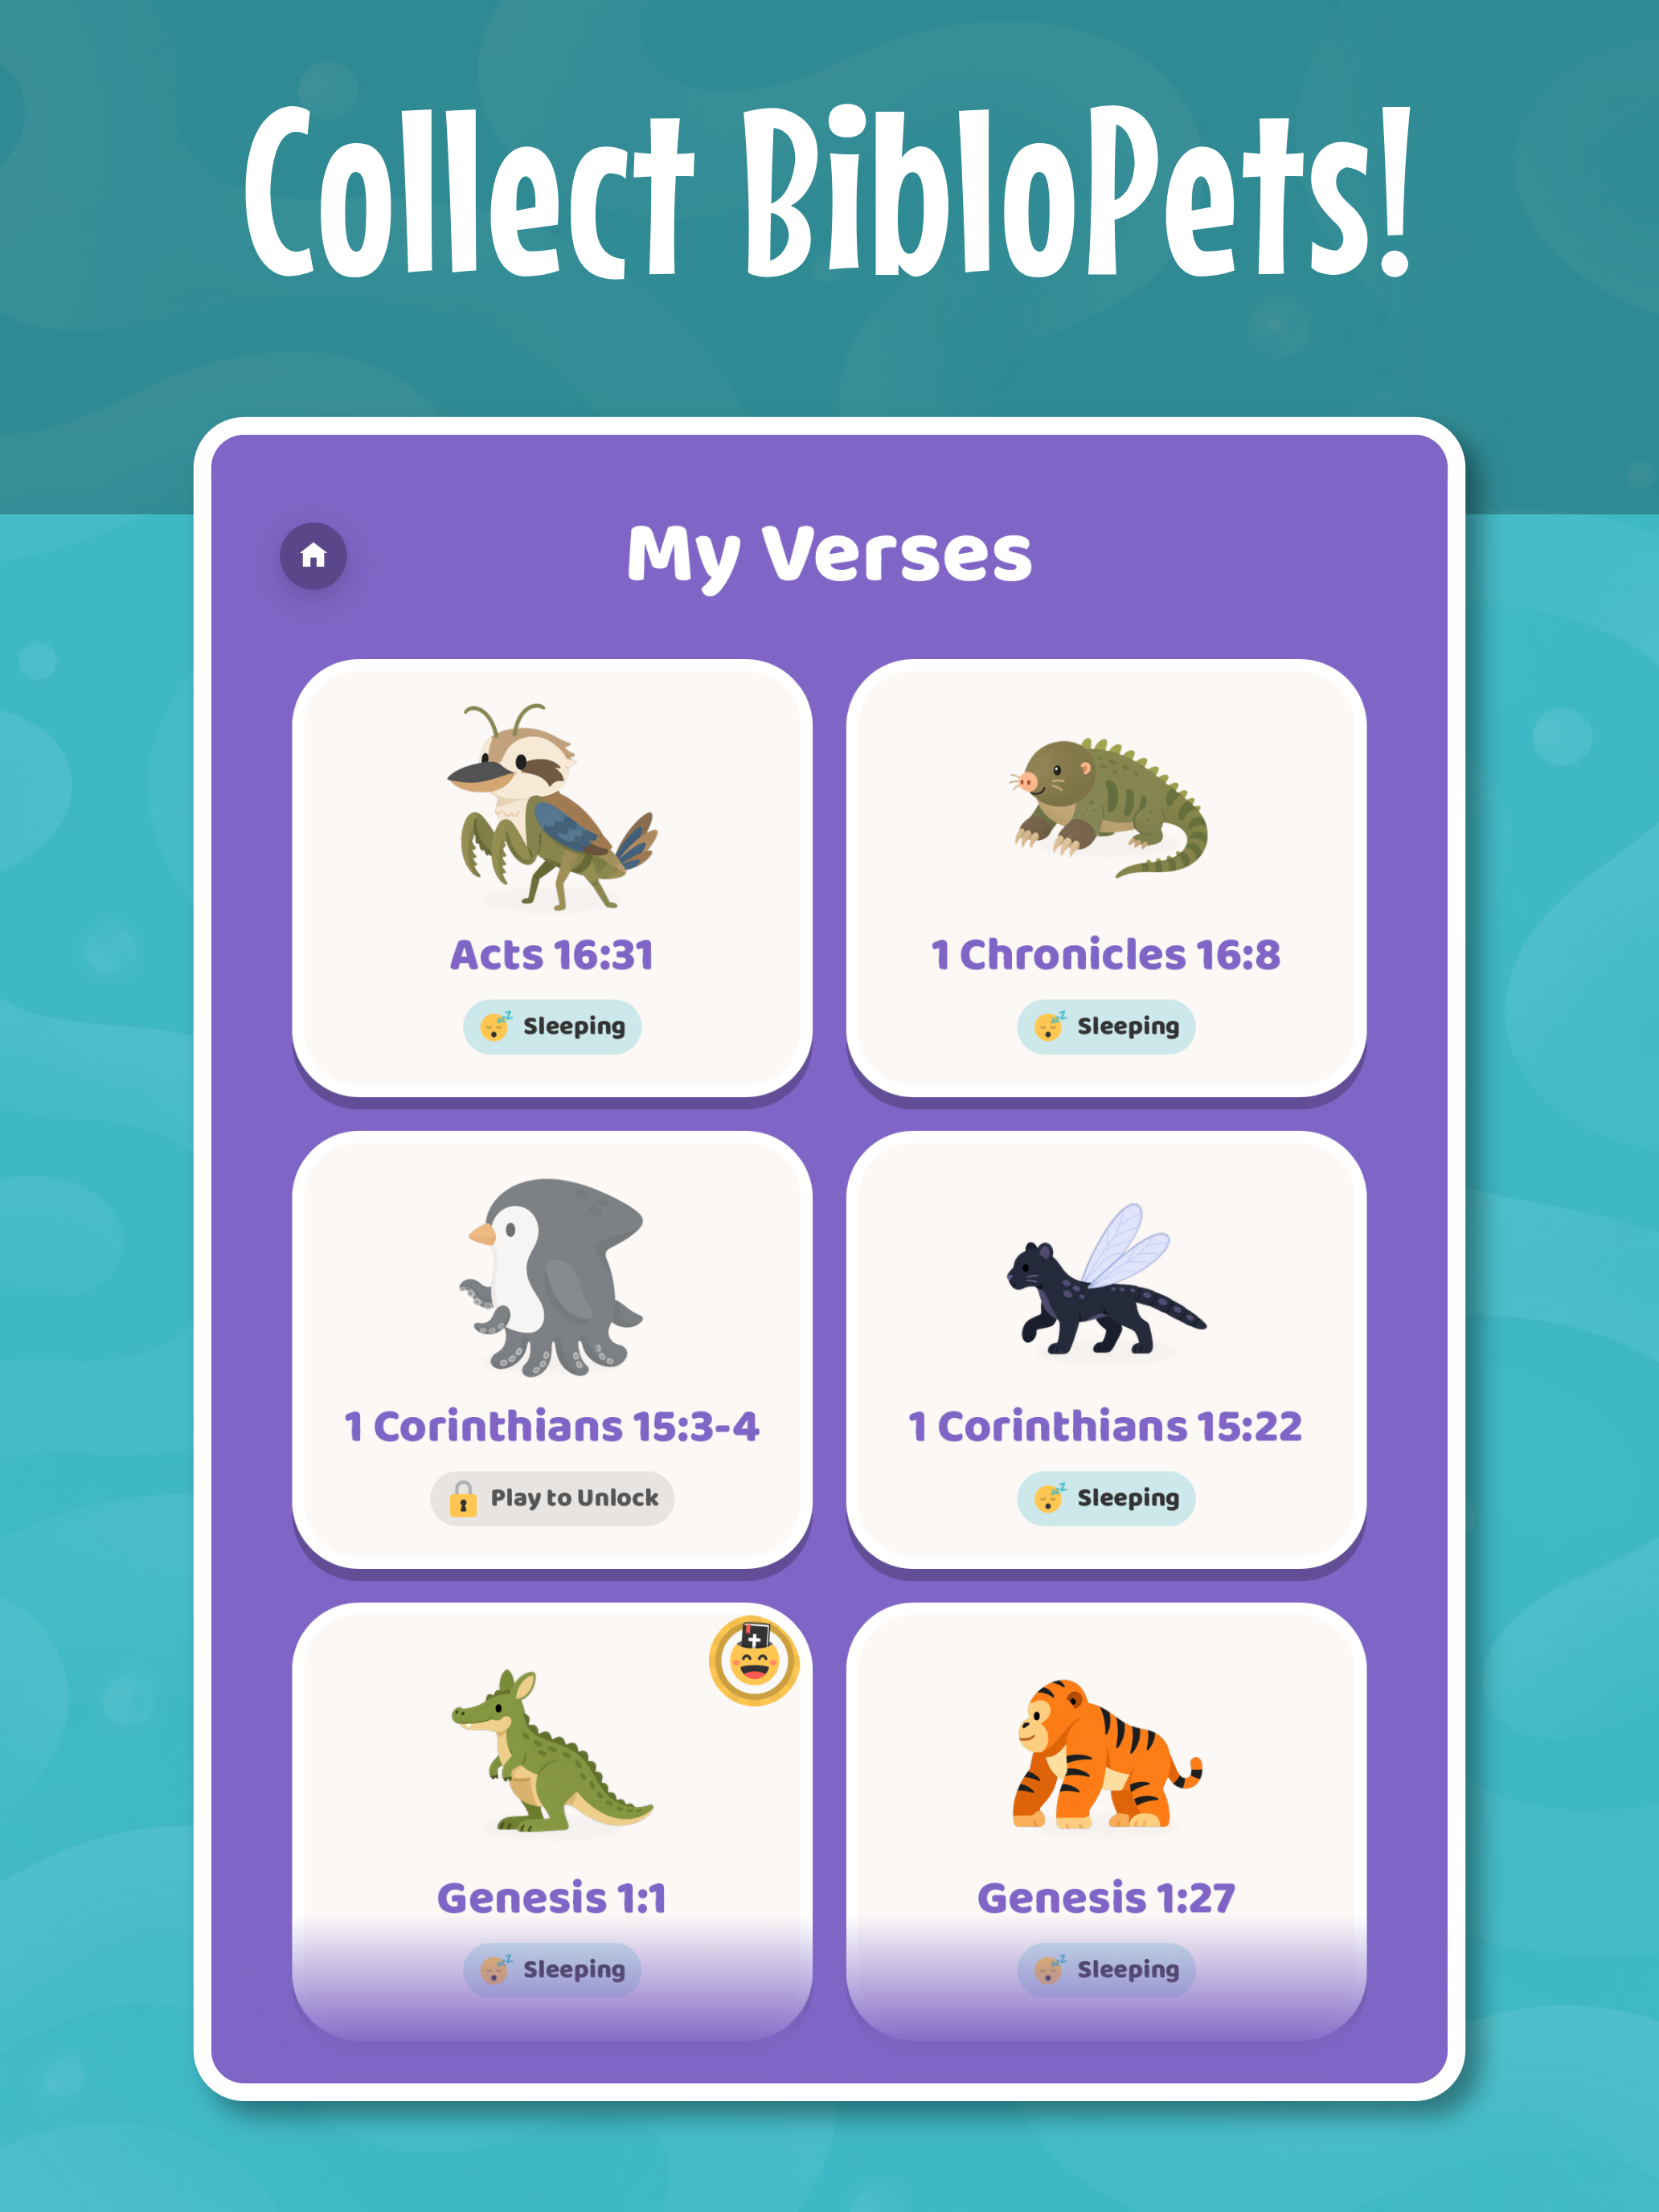 Collect BibloPets!
My Verses
Acts 16:31
Sleeping
1 Chronicles 16:8
Sleeping
1 Corinthians 15:3-4
Play to Unlock
1 Corinthians 15:22
Sleeping
Genesis 1:1
Sleeping
Genesis 1:27
Sleeping